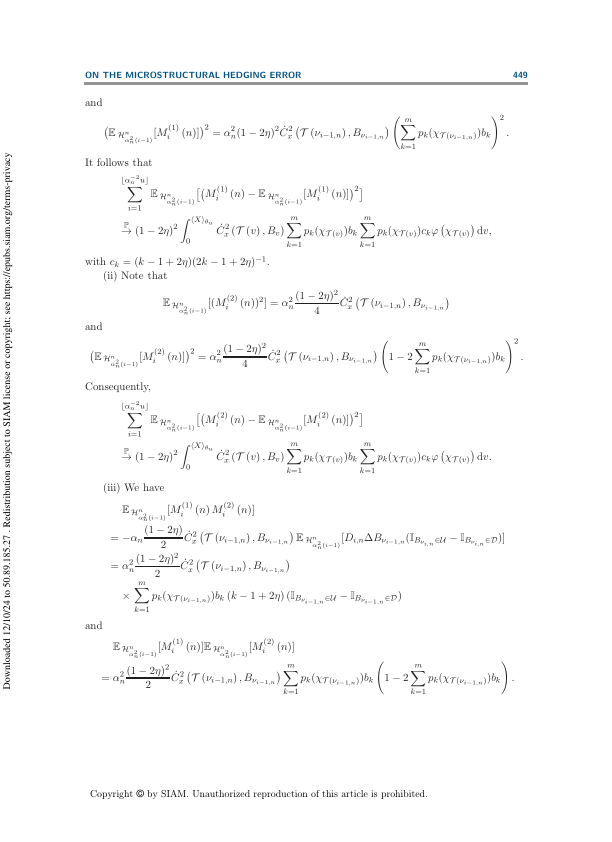 ON THE MICROSTRUCTURAL HEDGING ERROR 449
and
$\left(\mathbb{E}_{\mathcal{H}^n_{\alpha_n^2(i-1)}}[M_i^{(1)}(n)]\right)^2 = \alpha_n^2(1-2\eta)^2 \dot{C}_x^2\left(\mathcal{T}(\nu_{i-1,n}), B_{\nu_{i-1,n}}\right)\left(\sum_{k=1}^m p_k(\chi_{\mathcal{T}(\nu_{i-1,n})})b_k\right)^2.$
It follows that
$\sum_{i=1}^{\lfloor\alpha_n^{-2}u\rfloor} \mathbb{E}_{\mathcal{H}^n_{\alpha_n^2(i-1)}}\left[\left(M_i^{(1)}(n) - \mathbb{E}_{\mathcal{H}^n_{\alpha_n^2(i-1)}}[M_i^{(1)}(n)]\right)^2\right]$
$\overset{\mathbb{P}}{\to} (1-2\eta)^2 \int_0^{\langle X\rangle_{\theta_u}} \dot{C}_x^2(\mathcal{T}(v), B_v) \sum_{k=1}^m p_k(\chi_{\mathcal{T}(v)})b_k \sum_{k=1}^m p_k(\chi_{\mathcal{T}(v)})c_k\varphi(\chi_{\mathcal{T}(v)})\,\mathrm{d}v,$
with $c_k = (k-1+2\eta)(2k-1+2\eta)^{-1}$.
(ii) Note that
$\mathbb{E}_{\mathcal{H}^n_{\alpha_n^2(i-1)}}[(M_i^{(2)}(n))^2] = \alpha_n^2\frac{(1-2\eta)^2}{4}\dot{C}_x^2\left(\mathcal{T}(\nu_{i-1,n}), B_{\nu_{i-1,n}}\right)$
and
$\left(\mathbb{E}_{\mathcal{H}^n_{\alpha_n^2(i-1)}}[M_i^{(2)}(n)]\right)^2 = \alpha_n^2\frac{(1-2\eta)^2}{4}\dot{C}_x^2\left(\mathcal{T}(\nu_{i-1,n}), B_{\nu_{i-1,n}}\right)\left(1-2\sum_{k=1}^m p_k(\chi_{\mathcal{T}(\nu_{i-1,n})})b_k\right)^2.$
Consequently,
$\sum_{i=1}^{\lfloor\alpha_n^{-2}u\rfloor} \mathbb{E}_{\mathcal{H}^n_{\alpha_n^2(i-1)}}\left[\left(M_i^{(2)}(n) - \mathbb{E}_{\mathcal{H}^n_{\alpha_n^2(i-1)}}[M_i^{(2)}(n)]\right)^2\right]$
$\overset{\mathbb{P}}{\to} (1-2\eta)^2 \int_0^{\langle X\rangle_{\theta_u}} \dot{C}_x^2(\mathcal{T}(v), B_v) \sum_{k=1}^m p_k(\chi_{\mathcal{T}(v)})b_k \sum_{k=1}^m p_k(\chi_{\mathcal{T}(v)})c_k\varphi(\chi_{\mathcal{T}(v)})\,\mathrm{d}v.$
(iii) We have
$\mathbb{E}_{\mathcal{H}^n_{\alpha_n^2(i-1)}}[M_i^{(1)}(n)\,M_i^{(2)}(n)]$
$= -\alpha_n\frac{(1-2\eta)}{2}\dot{C}_x^2\left(\mathcal{T}(\nu_{i-1,n}), B_{\nu_{i-1,n}}\right)\mathbb{E}_{\mathcal{H}^n_{\alpha_n^2(i-1)}}[D_{i,n}\Delta B_{\nu_{i-1,n}}(\mathbb{I}_{B_{\nu_{i,n}}\in\mathcal{U}} - \mathbb{I}_{B_{\nu_{i,n}}\in\mathcal{D}})]$
$= \alpha_n^2\frac{(1-2\eta)^2}{2}\dot{C}_x^2\left(\mathcal{T}(\nu_{i-1,n}), B_{\nu_{i-1,n}}\right)$
$\times \sum_{k=1}^m p_k(\chi_{\mathcal{T}(\nu_{i-1,n})})b_k(k-1+2\eta)(\mathbb{I}_{B_{\nu_{i-1,n}}\in\mathcal{U}} - \mathbb{I}_{B_{\nu_{i-1,n}}\in\mathcal{D}})$
and
$\mathbb{E}_{\mathcal{H}^n_{\alpha_n^2(i-1)}}[M_i^{(1)}(n)]\mathbb{E}_{\mathcal{H}^n_{\alpha_n^2(i-1)}}[M_i^{(2)}(n)]$
$= \alpha_n^2\frac{(1-2\eta)^2}{2}\dot{C}_x^2\left(\mathcal{T}(\nu_{i-1,n}), B_{\nu_{i-1,n}}\right)\sum_{k=1}^m p_k(\chi_{\mathcal{T}(\nu_{i-1,n})})b_k\left(1-2\sum_{k=1}^m p_k(\chi_{\mathcal{T}(\nu_{i-1,n})})b_k\right).$
Copyright © by SIAM. Unauthorized reproduction of this article is prohibited.
Downloaded 12/10/24 to 50.89.185.27 . Redistribution subject to SIAM license or copyright; see https://epubs.siam.org/terms-privacy